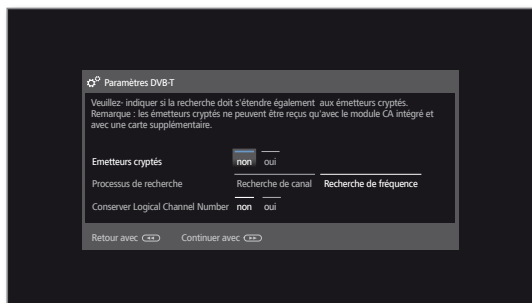 Paramètres DVB-T
Veuillez- indiquer si la recherche doit s'étendre également aux émetteurs cryptés.
Remarque : les émetteurs cryptés ne peuvent être reçus qu'avec le module CA intégré et
avec une carte supplémentaire.
Emetteurs cryptés non oui
Processus de recherche Recherche de canal Recherche de fréquence
Conserver Logical Channel Number non oui
Retour avec Continuer avec